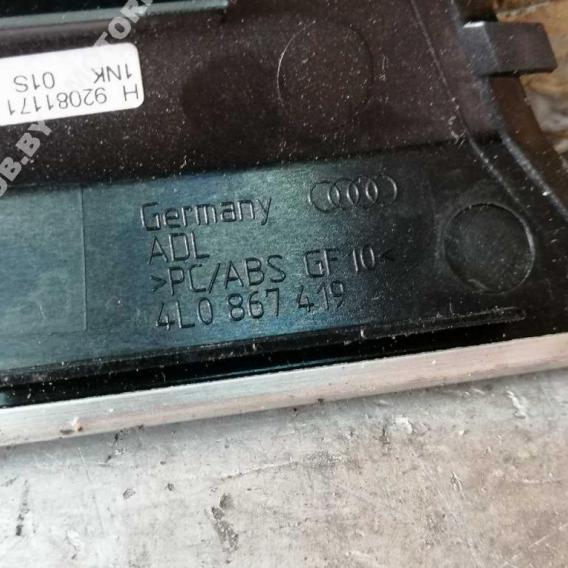 H 92081171
1NK
01S
Germany
ADL
>PC/ABS GF10<
4L0 867 419